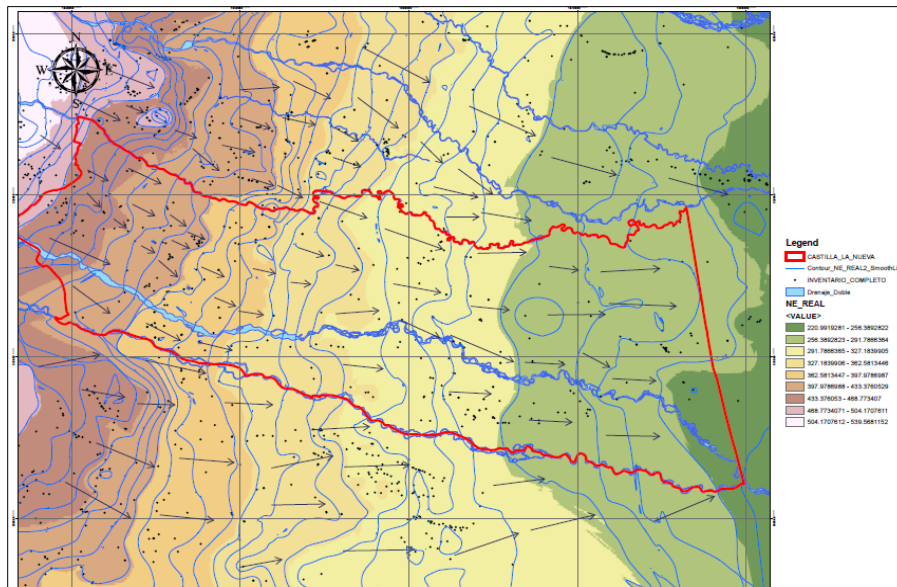 N
W E
S
Legend
CASTILLA_LA_NUEVA
Contour_NE_REAL2_SmoothLi
INVENTARIO_COMPLETO
Drenaje_Doble
NE_REAL
<VALUE>
220.9919281 - 256.3892822
256.3892823 - 291.7866364
291.7866365 - 327.1839905
327.1839906 - 362.5813446
362.5813447 - 397.9786987
397.9786988 - 433.3760529
433.376053 - 468.773407
468.7734071 - 504.1707611
504.1707612 - 539.5681152